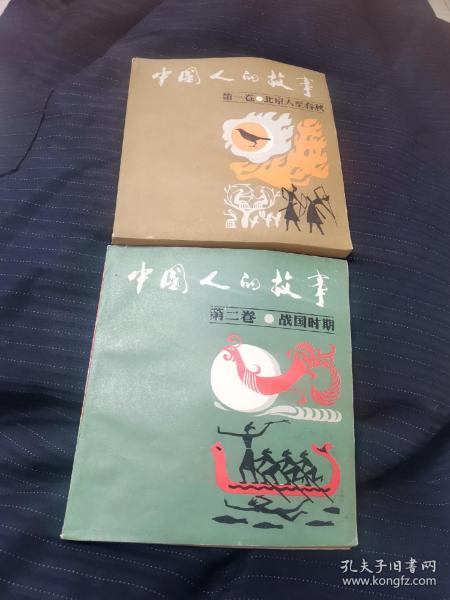 中国人的故事
第一卷·北京人至春秋
中国人的故事
第二卷·战国时期
孔夫子旧书网
www.kongfz.com